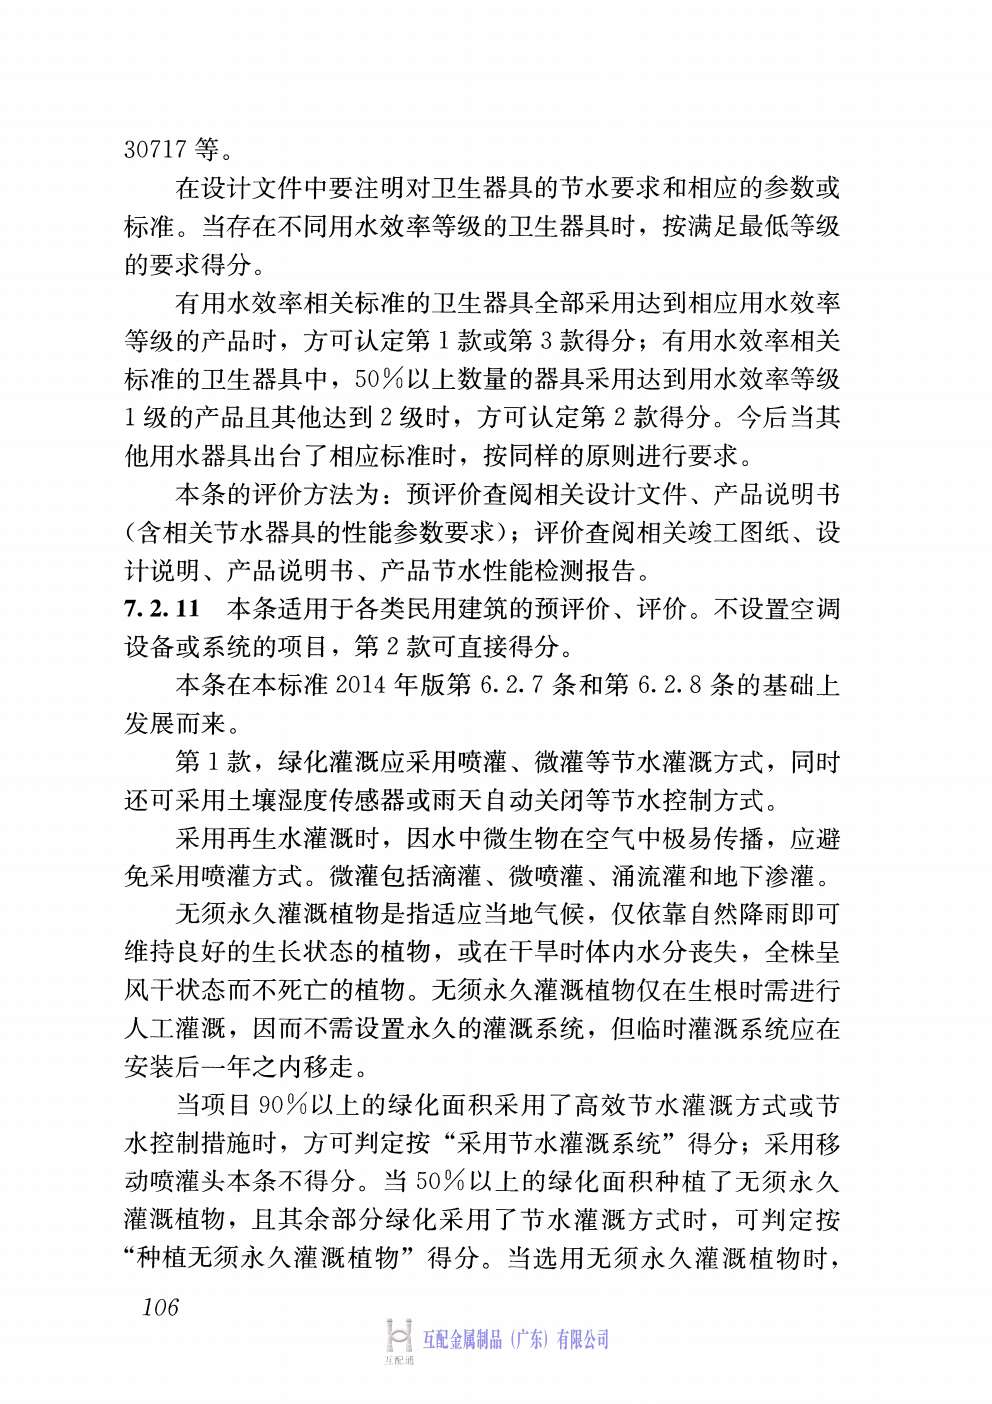 30717 等。
在设计文件中要注明对卫生器具的节水要求和相应的参数或
标准。当存在不同用水效率等级的卫生器具时，按满足最低等级
的要求得分。
有用水效率相关标准的卫生器具全部采用达到相应用水效率
等级的产品时，方可认定第 1 款或第 3 款得分；有用水效率相关
标准的卫生器具中，50%以上数量的器具采用达到用水效率等级
1 级的产品且其他达到 2 级时，方可认定第 2 款得分。今后当其
他用水器具出台了相应标准时，按同样的原则进行要求。
本条的评价方法为：预评价查阅相关设计文件、产品说明书
（含相关节水器具的性能参数要求）；评价查阅相关竣工图纸、设
计说明、产品说明书、产品节水性能检测报告。
7. 2. 11 本条适用于各类民用建筑的预评价、评价。不设置空调
设备或系统的项目，第 2 款可直接得分。
本条在本标准 2014 年版第 6. 2. 7 条和第 6. 2. 8 条的基础上
发展而来。
第 1 款，绿化灌溉应采用喷灌、微灌等节水灌溉方式，同时
还可采用土壤湿度传感器或雨天自动关闭等节水控制方式。
采用再生水灌溉时，因水中微生物在空气中极易传播，应避
免采用喷灌方式。微灌包括滴灌、微喷灌、涌流灌和地下渗灌。
无须永久灌溉植物是指适应当地气候，仅依靠自然降雨即可
维持良好的生长状态的植物，或在干旱时体内水分丧失，全株呈
风干状态而不死亡的植物。无须永久灌溉植物仅在生根时需进行
人工灌溉，因而不需设置永久的灌溉系统，但临时灌溉系统应在
安装后一年之内移走。
当项目 90%以上的绿化面积采用了高效节水灌溉方式或节
水控制措施时，方可判定按“采用节水灌溉系统”得分；采用移
动喷灌头本条不得分。当 50%以上的绿化面积种植了无须永久
灌溉植物，且其余部分绿化采用了节水灌溉方式时，可判定按
“种植无须永久灌溉植物”得分。当选用无须永久灌溉植物时，
106
互配通
互配金属制品（广东）有限公司